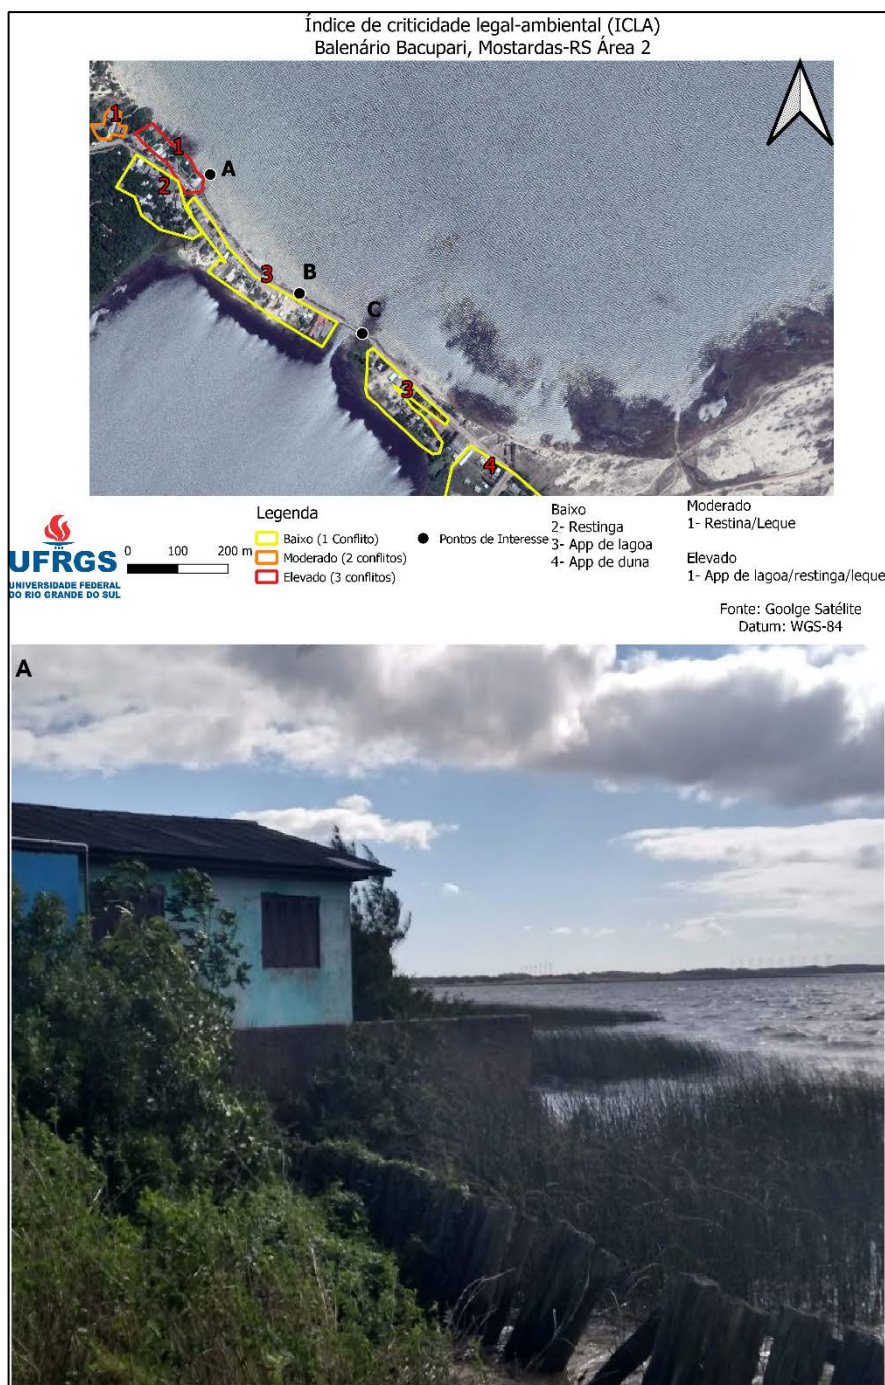 Índice de criticidade legal-ambiental (ICLA)
Balenário Bacupari, Mostardas-RS Área 2
1
1
A
2
3
B
C
3
4
UFRGS
UNIVERSIDADE FEDERAL
DO RIO GRANDE DO SUL
0 100 200 m
Legenda
Baixo (1 Conflito)
Moderado (2 conflitos)
Elevado (3 conflitos)
Pontos de Interesse
Baixo
2- Restinga
3- App de lagoa
4- App de duna
Moderado
1- Restina/Leque
Elevado
1- App de lagoa/restinga/leque
Fonte: Goolge Satélite
Datum: WGS-84
A